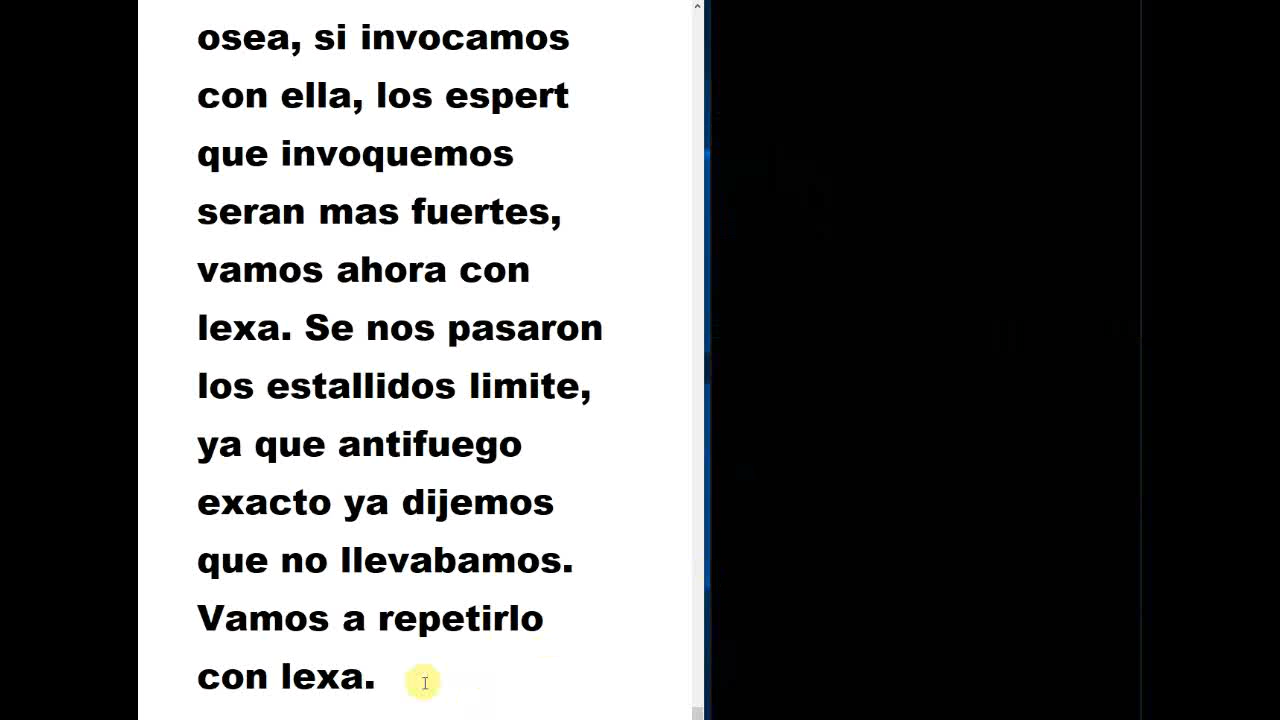 osea, si invocamos
con ella, los espert
que invoquemos
seran mas fuertes,
vamos ahora con
lexa. Se nos pasaron
los estallidos limite,
ya que antifuego
exacto ya dijemos
que no llevabamos.
Vamos a repetirlo
con lexa.